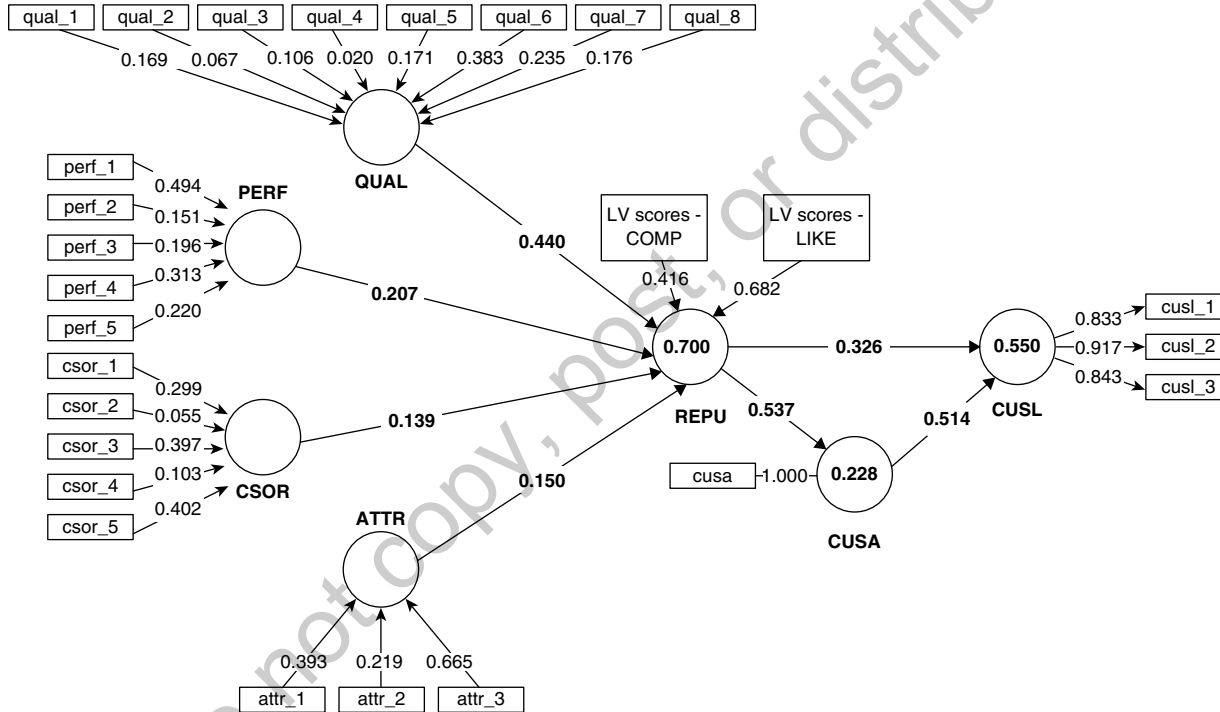 qual_1 qual_2 qual_3 qual_4 qual_5 qual_6 qual_7 qual_8
0.169 0.067 0.106 0.020 0.171 0.383 0.235 0.176
QUAL
perf_1
0.494
PERF
perf_2
0.151
perf_3
0.196
perf_4
0.313
perf_5
0.220
0.440
0.207
LV scores -
COMP
LV scores -
LIKE
0.416
0.682
0.700
REPU
0.326
0.550
CUSL
0.833
cusl_1
0.917
cusl_2
0.843
cusl_3
csor_1
0.299
csor_2
0.055
csor_3
0.397
csor_4
0.103
csor_5
0.402
CSOR
0.139
0.537
0.514
cusa
1.000
0.228
CUSA
0.150
ATTR
0.393 0.219 0.665
attr_1 attr_2 attr_3
not copy, post, or distrib